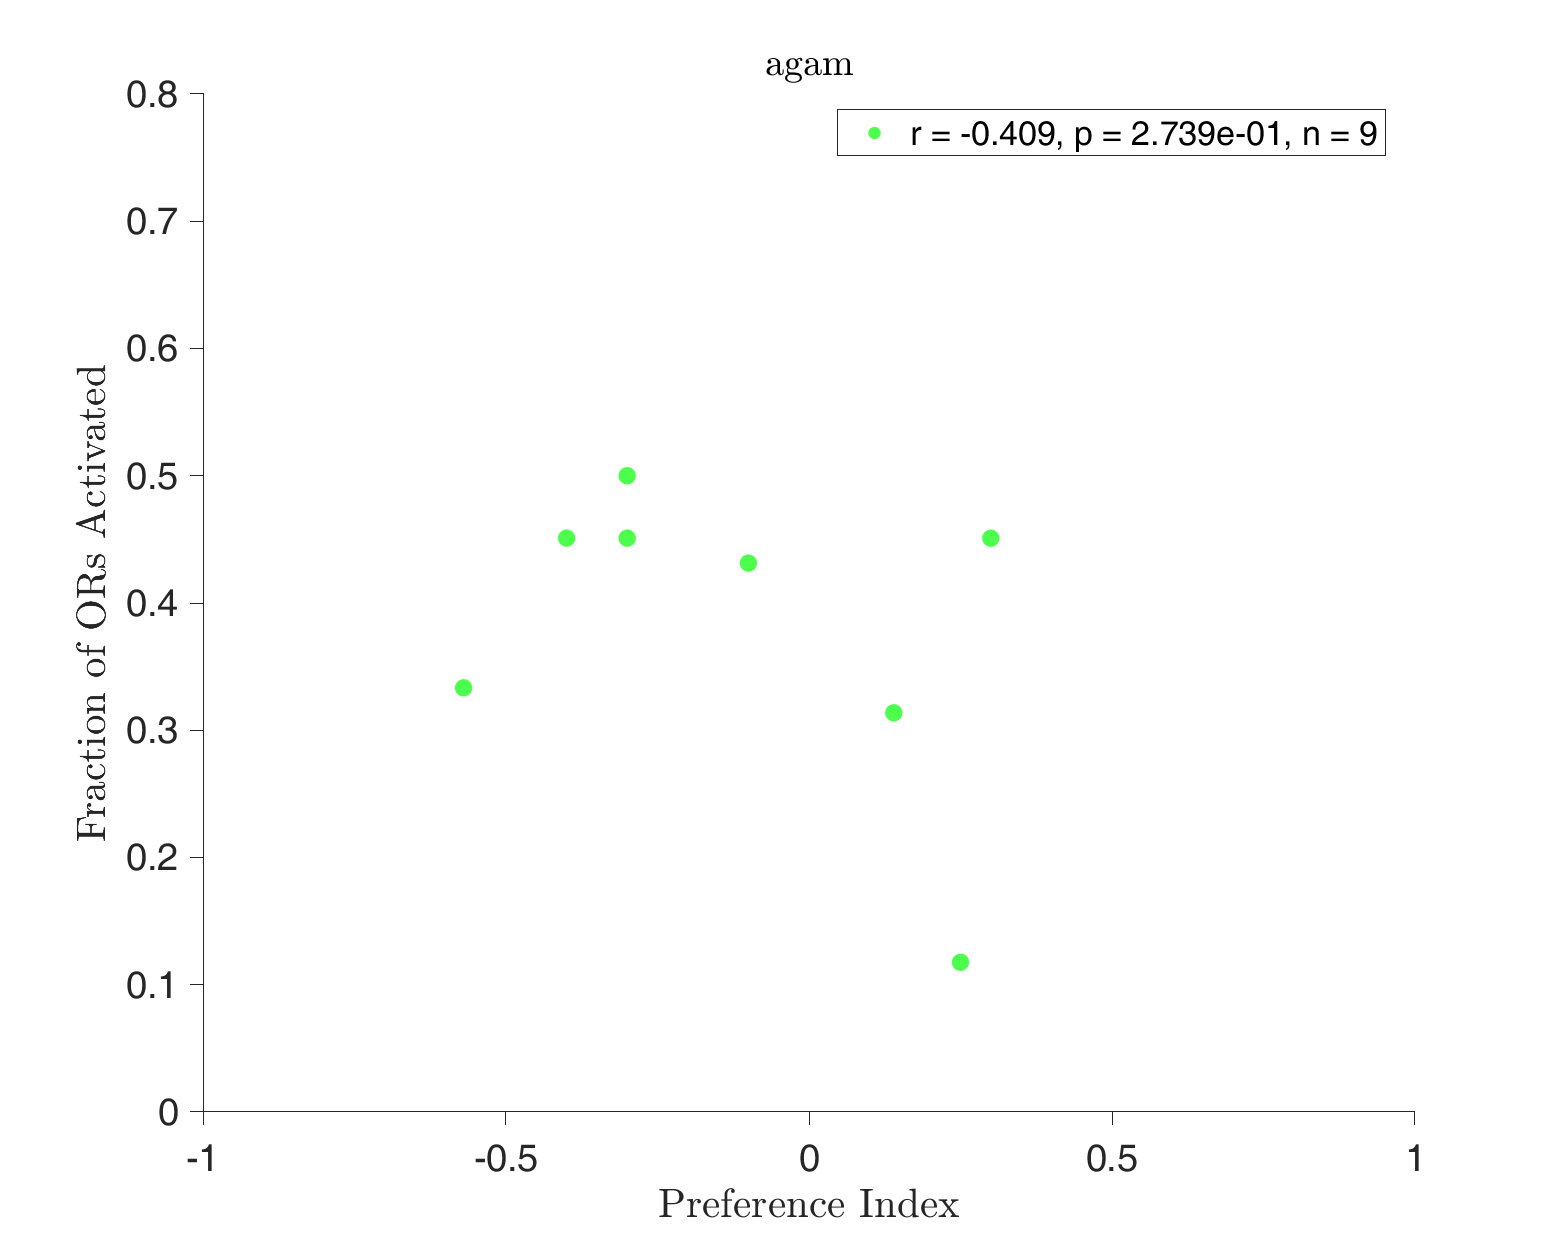 agam
r = -0.409, p = 2.739e-01, n = 9
0.8
0.7
0.6
0.5
0.4
0.3
0.2
0.1
0
Fraction of ORs Activated
-1 -0.5 0 0.5 1
Preference Index